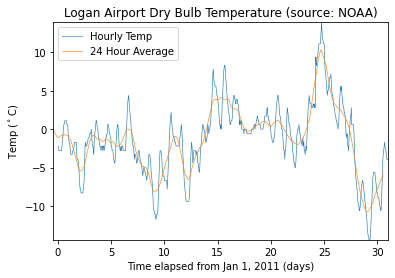 Logan Airport Dry Bulb Temperature (source: NOAA)
Hourly Temp
24 Hour Average
Temp (°C)
10
5
0
−5
−10
0 5 10 15 20 25 30
Time elapsed from Jan 1, 2011 (days)